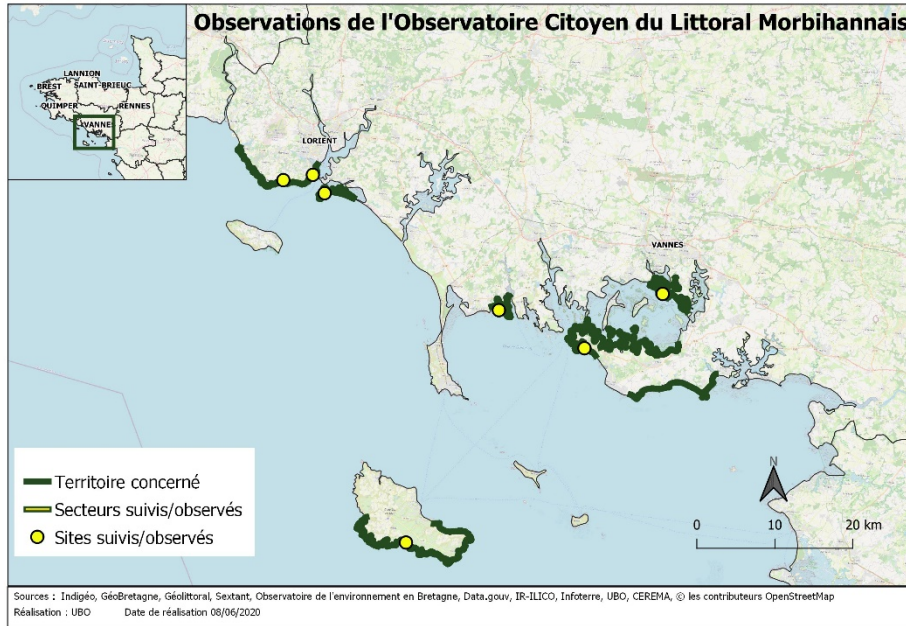 Observations de l'Observatoire Citoyen du Littoral Morbihannais
LANNION
BREST
SAINT-BRIEUC
QUIMPER
RENNES
VANNES
LORIENT
VANNES
Territoire concerné
Secteurs suivis/observés
Sites suivis/observés
N
0 10 20 km
Sources : Indigéo, GéoBretagne, Géolittoral, Sextant, Observatoire de l'environnement en Bretagne, Data.gouv, IR-ILICO, Infoterre, UBO, CEREMA, © les contributeurs OpenStreetMap
Réalisation : UBO Date de réalisation 08/06/2020